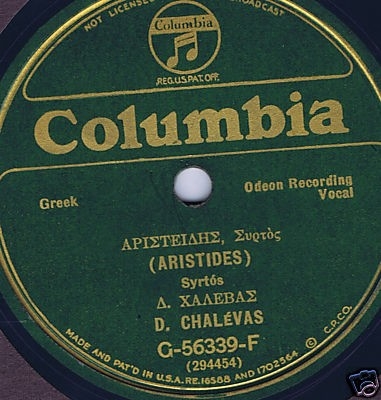 NOT LICENSED
BROADCAST
Columbia
REG.U.S.PAT.OFF.
Columbia
Greek
Odeon Recording
Vocal
ΑΡΙΣΤΕΙΔΗΣ, Συρτὸς
(ARISTIDES)
Syrtós
Δ. ΧΑΛΕΒΑΣ
D. CHALÉVAS
G-56339-F
(294454)
MADE AND PAT'D IN U.S.A. RE.16588 AND 1702564 © C.P.CO.